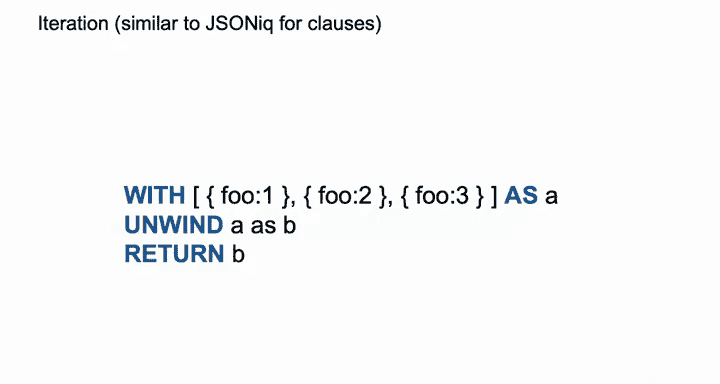 Iteration (similar to JSONiq for clauses)
WITH [ { foo:1 }, { foo:2 }, { foo:3 } ] AS a
UNWIND a as b
RETURN b